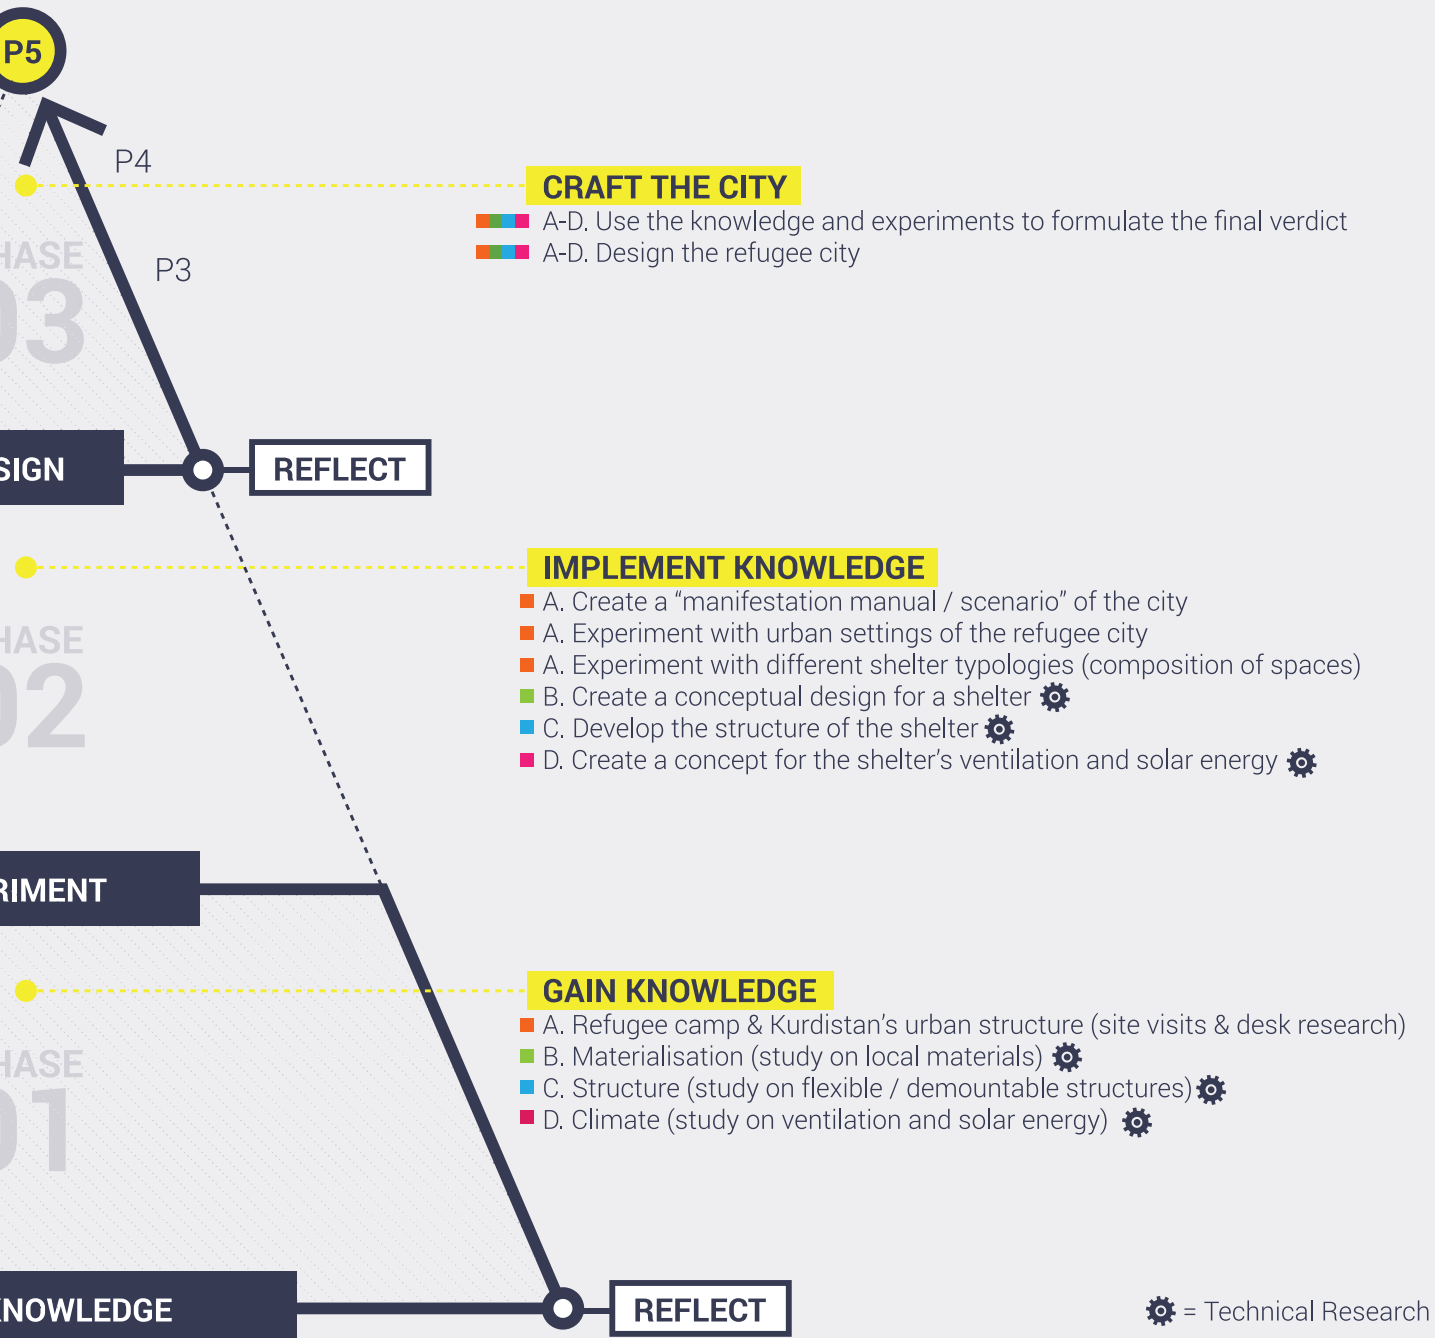 P5
P4
CRAFT THE CITY
A-D. Use the knowledge and experiments to formulate the final verdict
A-D. Design the refugee city
P3
HASE
03
SIGN
REFLECT
IMPLEMENT KNOWLEDGE
A. Create a “manifestation manual / scenario” of the city
A. Experiment with urban settings of the refugee city
A. Experiment with different shelter typologies (composition of spaces)
B. Create a conceptual design for a shelter
C. Develop the structure of the shelter
D. Create a concept for the shelter’s ventilation and solar energy
HASE
02
RIMENT
GAIN KNOWLEDGE
A. Refugee camp & Kurdistan’s urban structure (site visits & desk research)
B. Materialisation (study on local materials)
C. Structure (study on flexible / demountable structures)
D. Climate (study on ventilation and solar energy)
HASE
01
KNOWLEDGE
REFLECT
= Technical Research